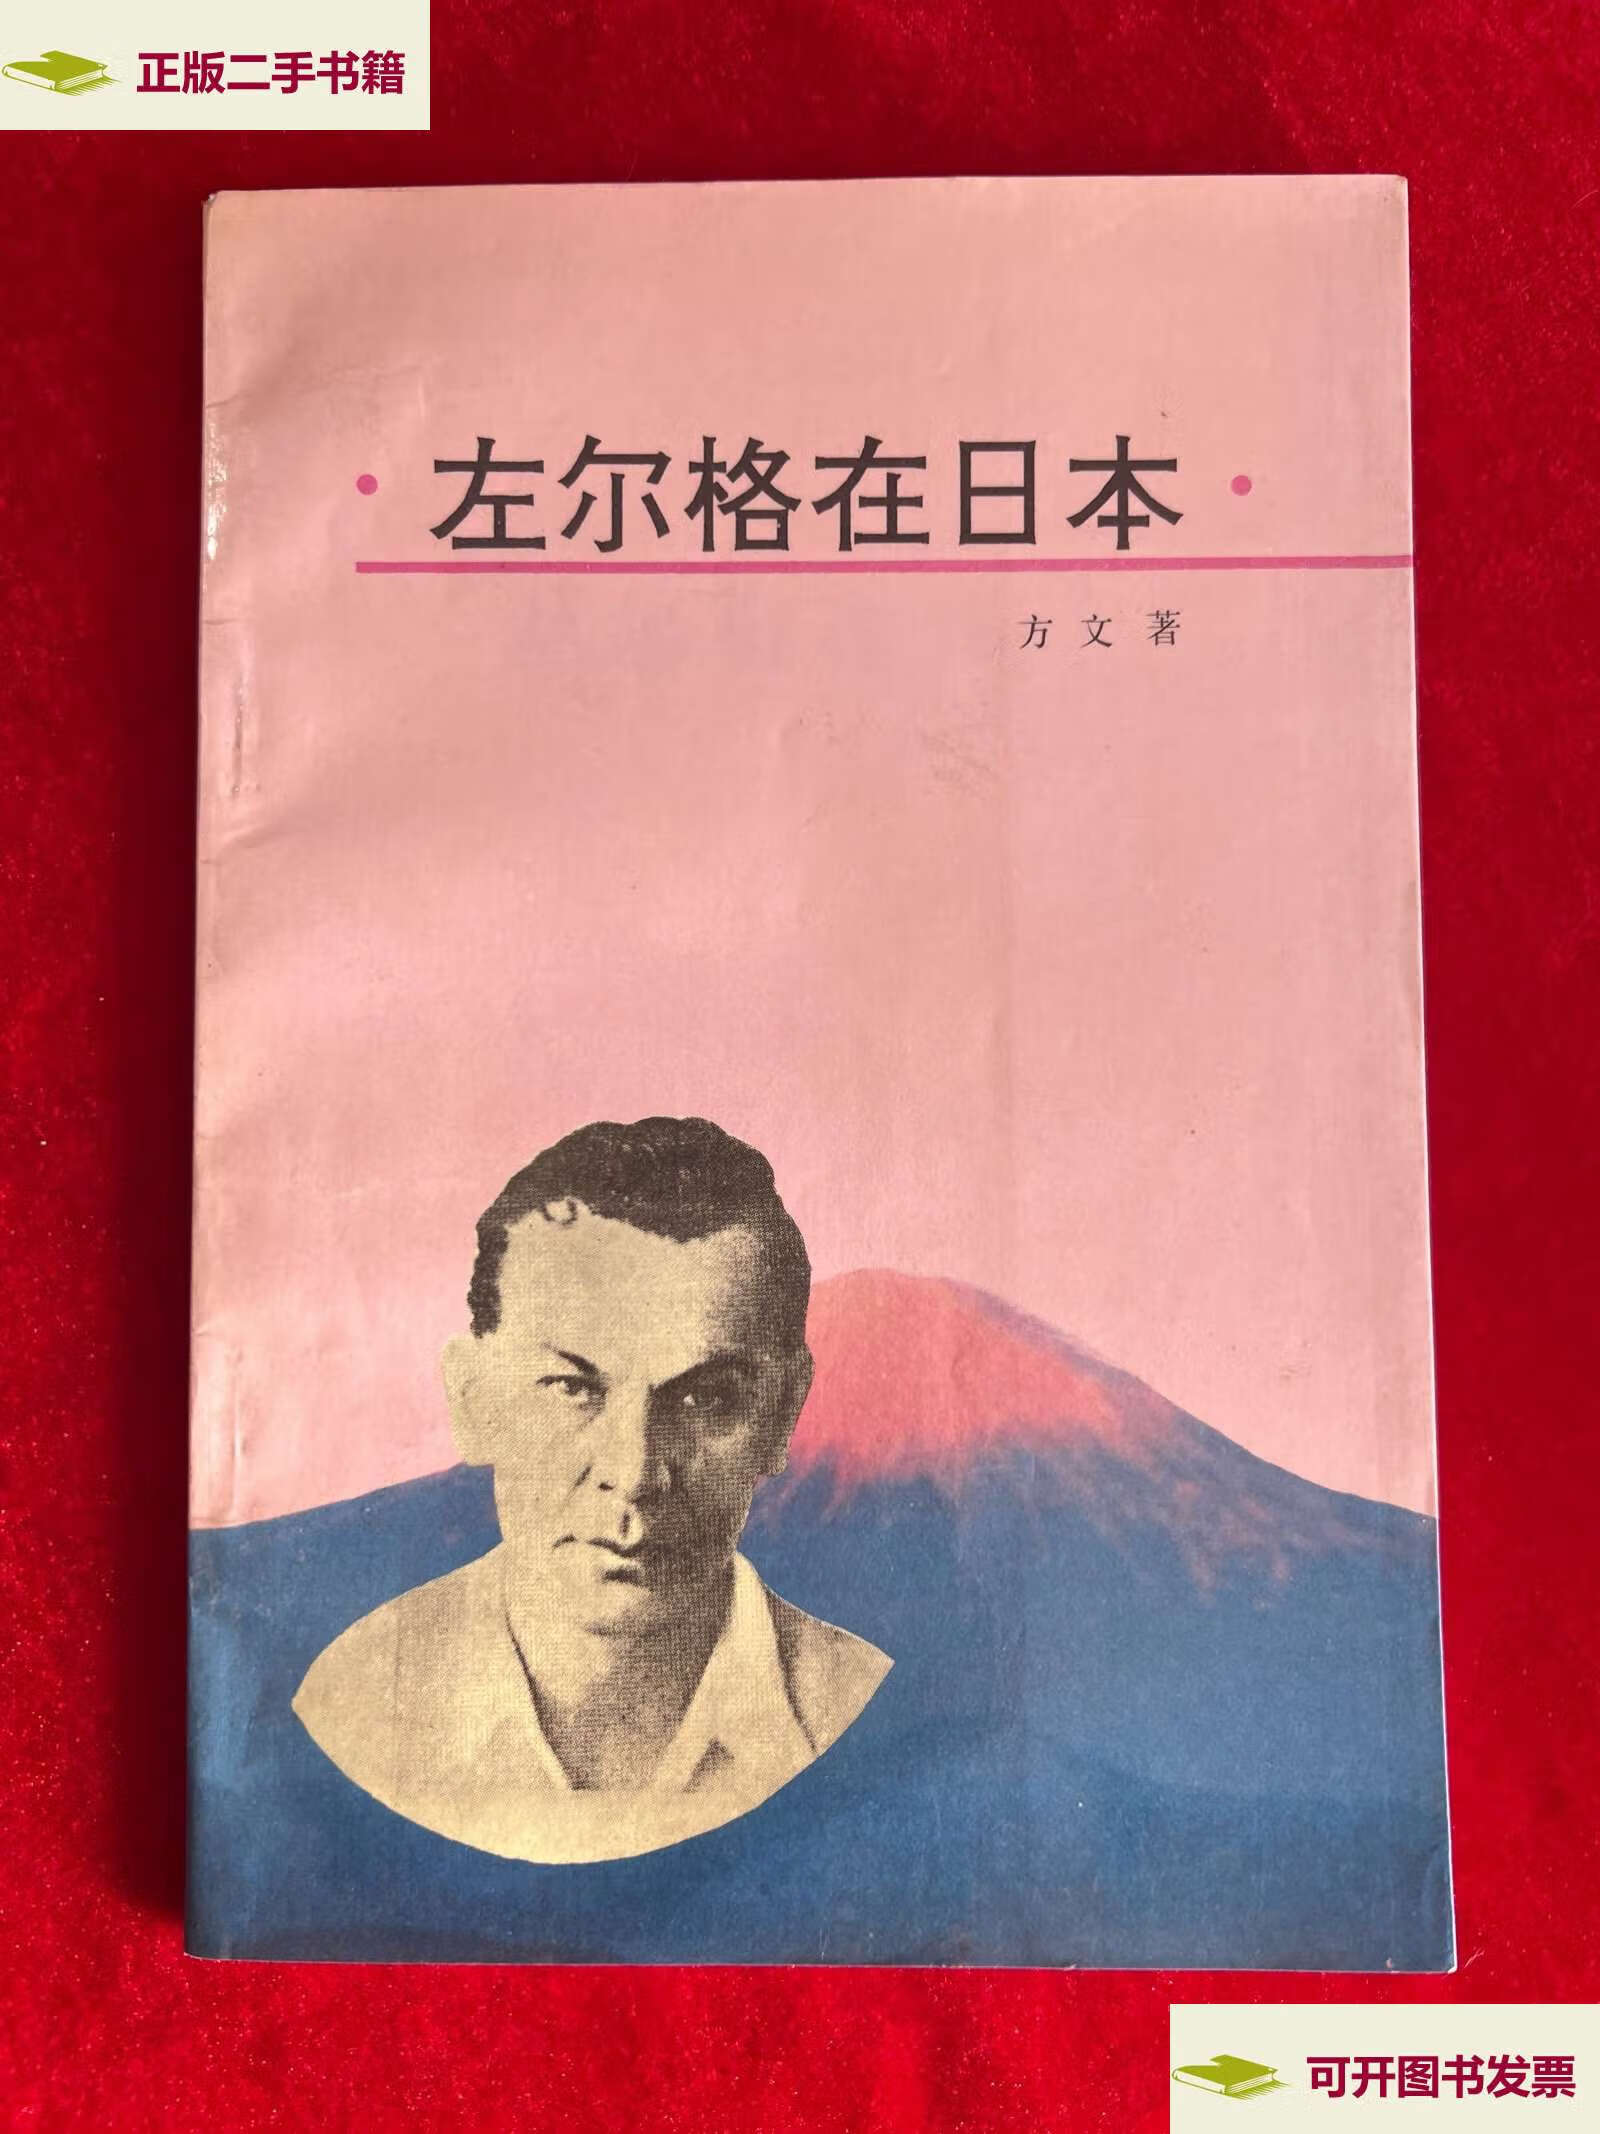 正版二手书籍
·左尔格在日本·
方文著
可开图书发票